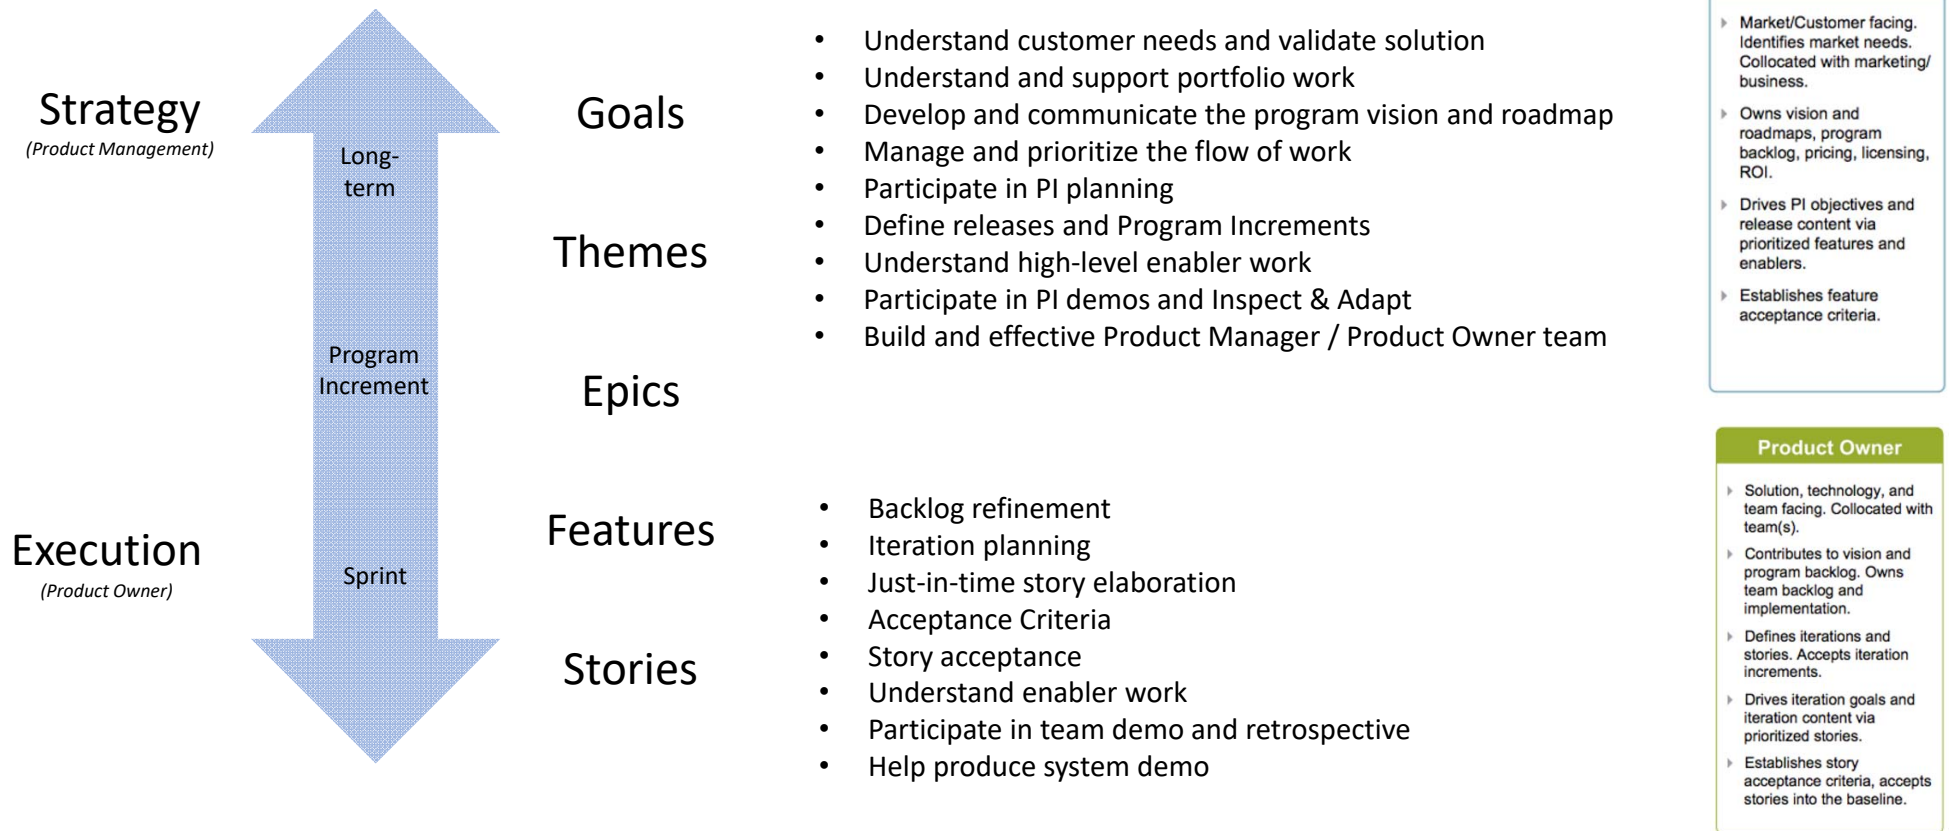 Strategy
(Product Management)
Execution
(Product Owner)
Long-
term
Program
Increment
Sprint
Goals
Themes
Epics
Features
Stories
• Understand customer needs and validate solution
• Understand and support portfolio work
• Develop and communicate the program vision and roadmap
• Manage and prioritize the flow of work
• Participate in PI planning
• Define releases and Program Increments
• Understand high-level enabler work
• Participate in PI demos and Inspect & Adapt
• Build and effective Product Manager / Product Owner team
• Backlog refinement
• Iteration planning
• Just-in-time story elaboration
• Acceptance Criteria
• Story acceptance
• Understand enabler work
• Participate in team demo and retrospective
• Help produce system demo
Market/Customer facing.
Identifies market needs.
Collocated with marketing/
business.
Owns vision and
roadmaps, program
backlog, pricing, licensing,
ROI.
Drives PI objectives and
release content via
prioritized features and
enablers.
Establishes feature
acceptance criteria.
Product Owner
Solution, technology, and
team facing. Collocated with
team(s).
Contributes to vision and
program backlog. Owns
team backlog and
implementation.
Defines iterations and
stories. Accepts iteration
increments.
Drives iteration goals and
iteration content via
prioritized stories.
Establishes story
acceptance criteria, accepts
stories into the baseline.